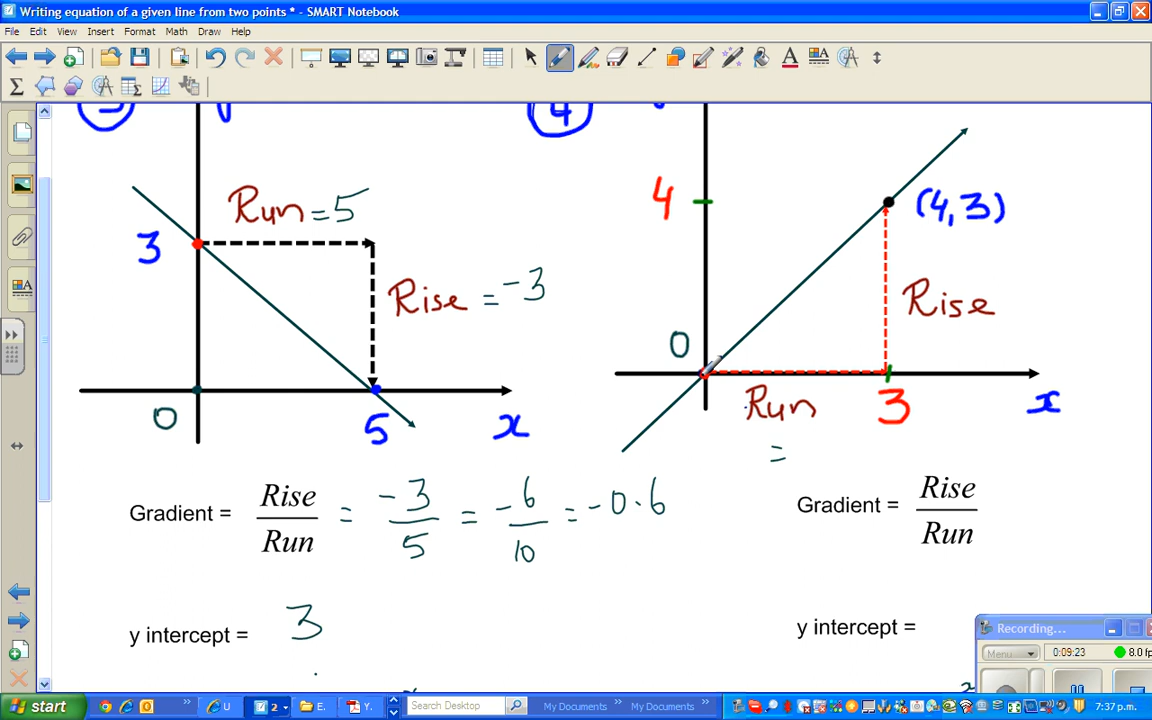 Writing equation of a given line from two points * - SMART Notebook
File Edit View Insert Format Math Draw Help
4
Run = 5
3
Rise = -3
0
5
x
4
(4,3)
Rise
0
Run
3
x
=
Gradient = Rise/Run = -3/5 = -6/10 = -0.6
y intercept = 3
Gradient = Rise/Run
y intercept =
Recording...
Menu
0:09:23
8.0 fp
start
U
2
E.
Y.
Search Desktop
My Documents
My Documents
7:37 p.m.